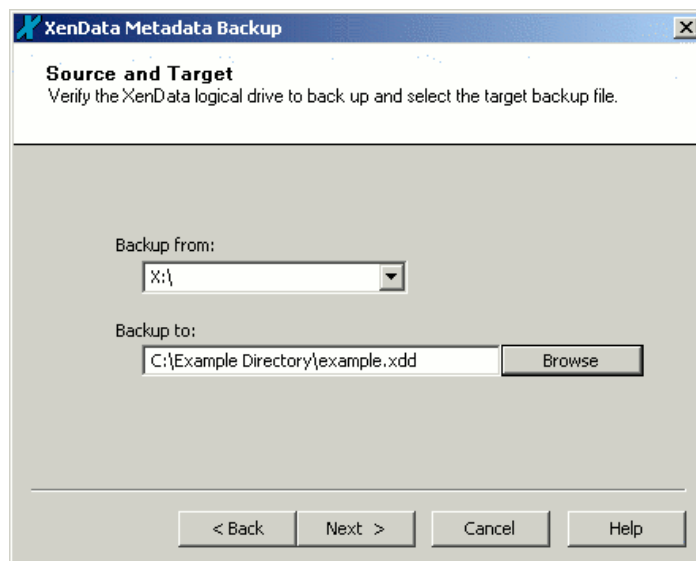 XenData Metadata Backup
Source and Target
Verify the XenData logical drive to back up and select the target backup file.
Backup from:
X:\
Backup to:
C:\Example Directory\example.xdd
Browse
< Back
Next >
Cancel
Help